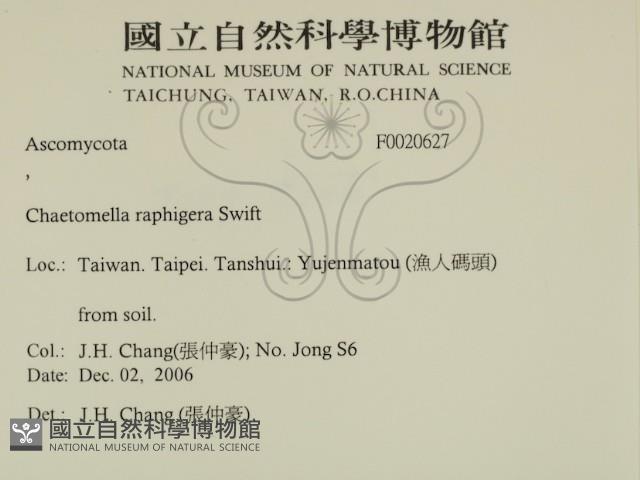 國立自然科學博物館
NATIONAL MUSEUM OF NATURAL SCIENCE
TAICHUNG, TAIWAN, R.O.CHINA
Ascomycota F0020627
,
Chaetomella raphigera Swift
Loc.: Taiwan. Taipei. Tanshui.: Yujenmatou (漁人碼頭)
from soil.
Col.: J.H. Chang(張仲豪); No. Jong S6
Date: Dec. 02, 2006
Det.: J.H. Chang (張仲豪)
國立自然科學博物館
NATIONAL MUSEUM OF NATURAL SCIENCE